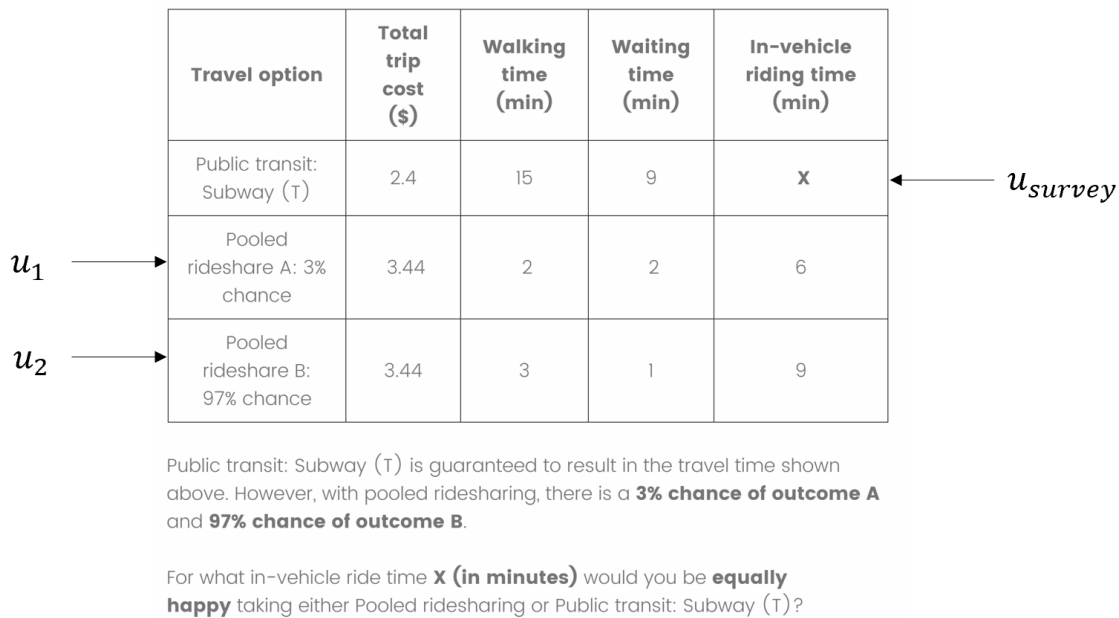 Travel option
Total
trip
cost
($)
Walking
time
(min)
Waiting
time
(min)
In-vehicle
riding time
(min)
Public transit:
Subway (T)
2.4
15
9
X
u_survey
u_1
Pooled
rideshare A: 3%
chance
3.44
2
2
6
u_2
Pooled
rideshare B:
97% chance
3.44
3
1
9
Public transit: Subway (T) is guaranteed to result in the travel time shown
above. However, with pooled ridesharing, there is a 3% chance of outcome A
and 97% chance of outcome B.
For what in-vehicle ride time X (in minutes) would you be equally
happy taking either Pooled ridesharing or Public transit: Subway (T)?